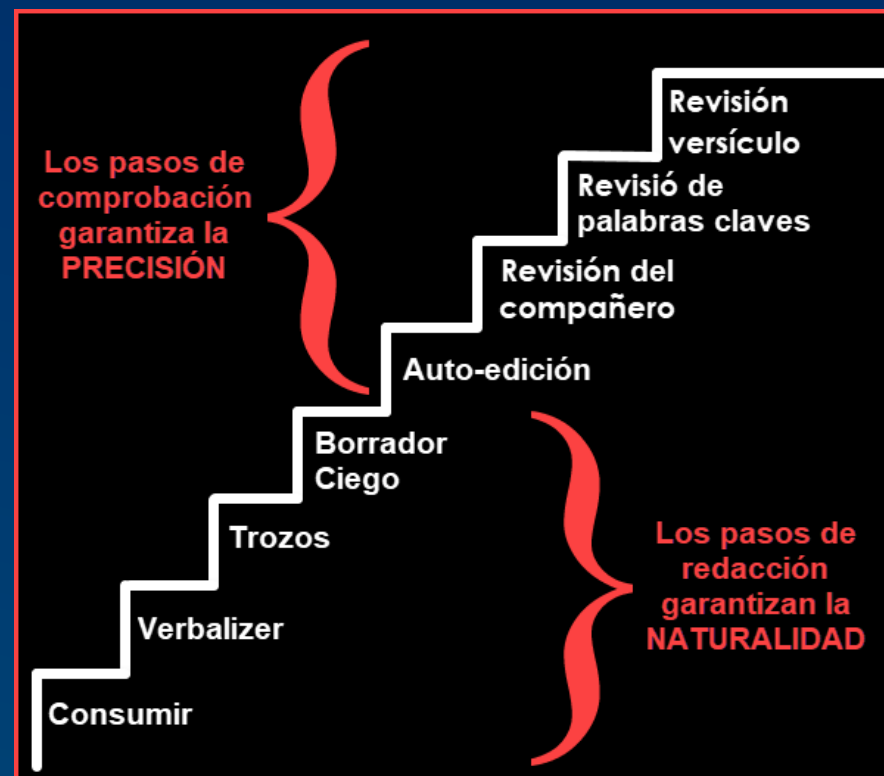 Revisión
versículo
Revisió de
palabras claves
Revisión del
compañero
Auto-edición
Borrador
Ciego
Trozos
Verbalizer
Consumir
Los pasos de
comprobación
garantiza la
PRECISIÓN
Los pasos de
redacción
garantizan la
NATURALIDAD